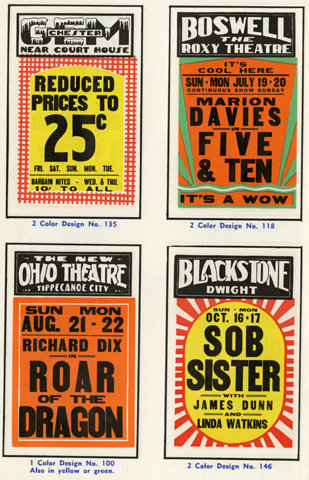 GEM
CHESTER
NEAR COURT HOUSE
REDUCED
PRICES TO
25¢
FRI. SAT. SUN. MON. TUE.
BARGAIN NITES - WED. & THU.
10¢ TO ALL
2 Color Design No. 135
BOSWELL
THE
ROXY THEATRE
IT'S
COOL HERE
SUN - MON JULY 19 - 20
CONTINUOUS SHOW SUNDAY
MARION
DAVIES
IN
FIVE
& TEN
IT'S A WOW
2 Color Design No. 118
THE NEW
OHIO THEATRE
TIPPECANOE CITY
SUN MON
AUG. 21 - 22
RICHARD DIX
IN
ROAR
OF THE
DRAGON
1 Color Design No. 100
Also in yellow or green.
BLACKSTONE
DWIGHT
SUN - MON
OCT. 16 - 17
SOB
SISTER
WITH
JAMES DUNN
AND
LINDA WATKINS
2 Color Design No. 146